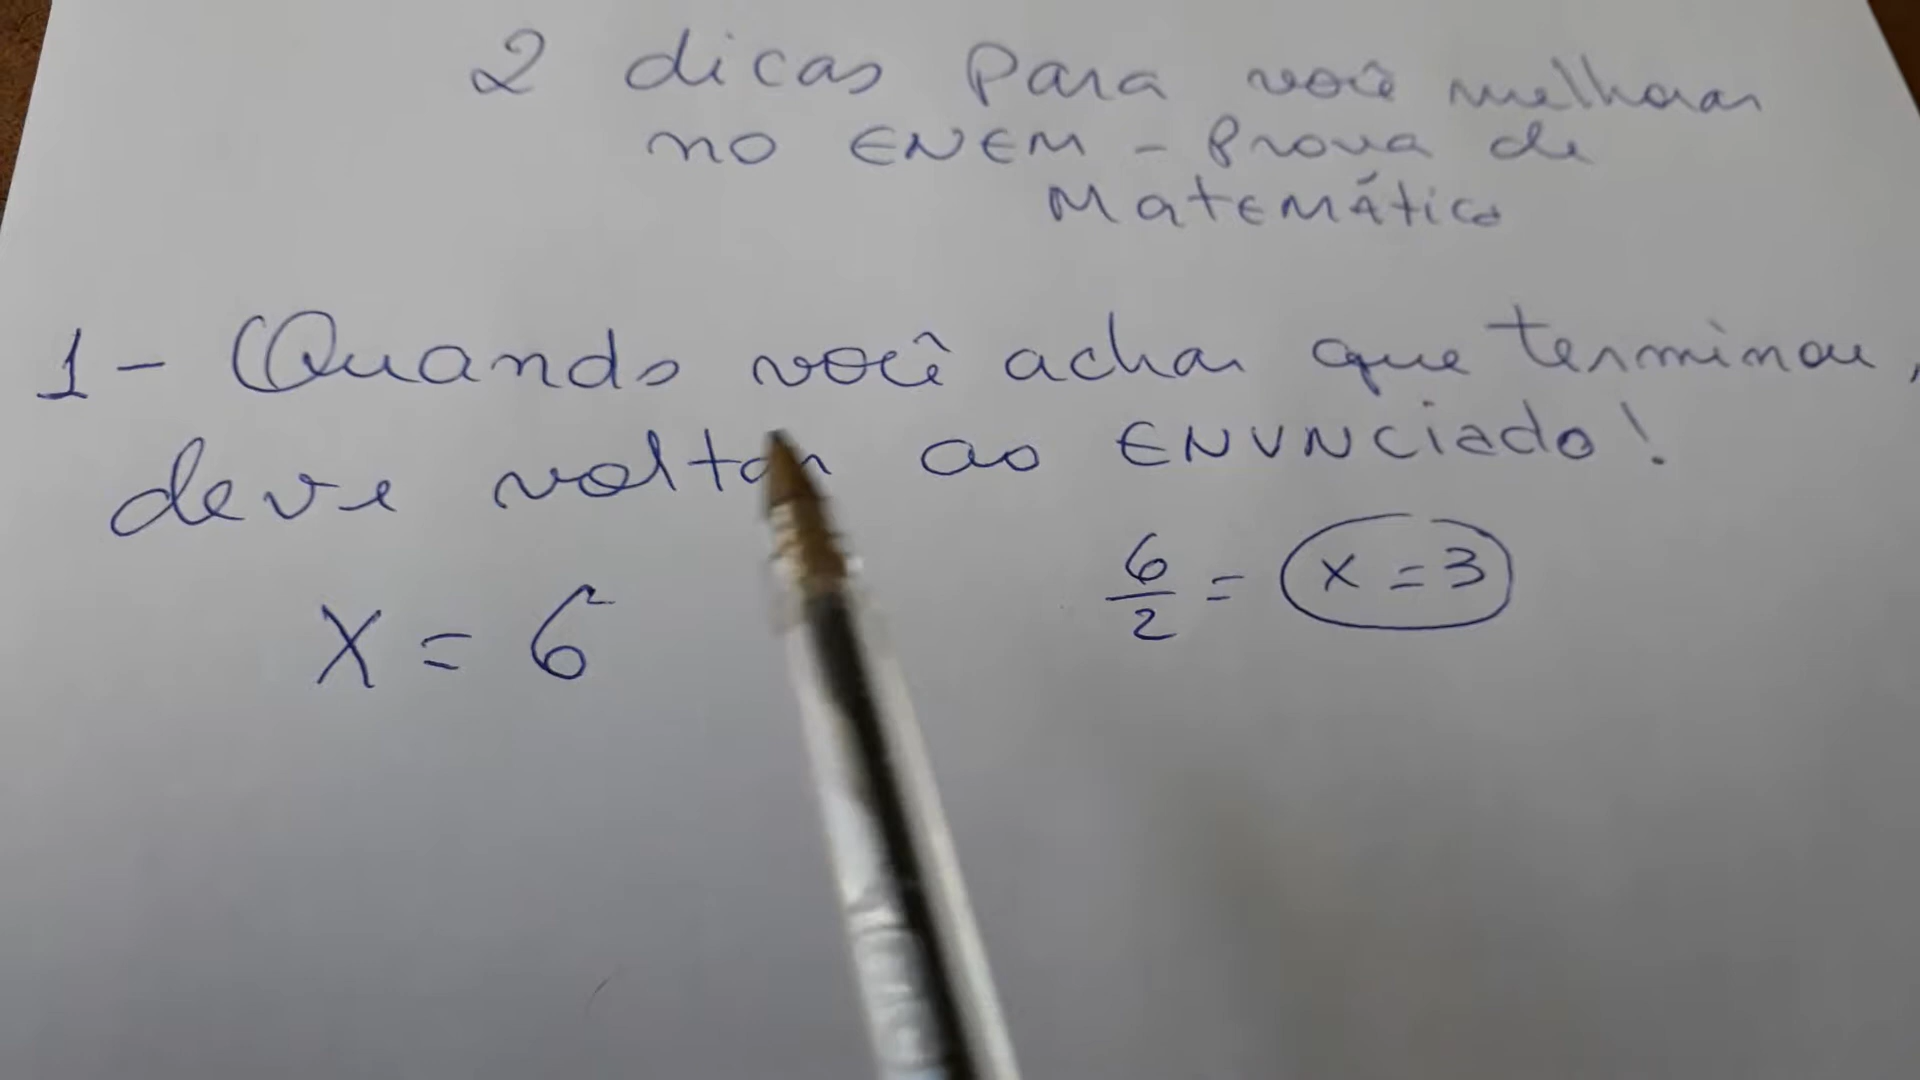 2 dicas para você melhorar
no ENEM - Prova de
Matemática
1 - Quando você achar que terminou,
deve voltar ao ENUNCiado!
x = 6
6/2 = x = 3